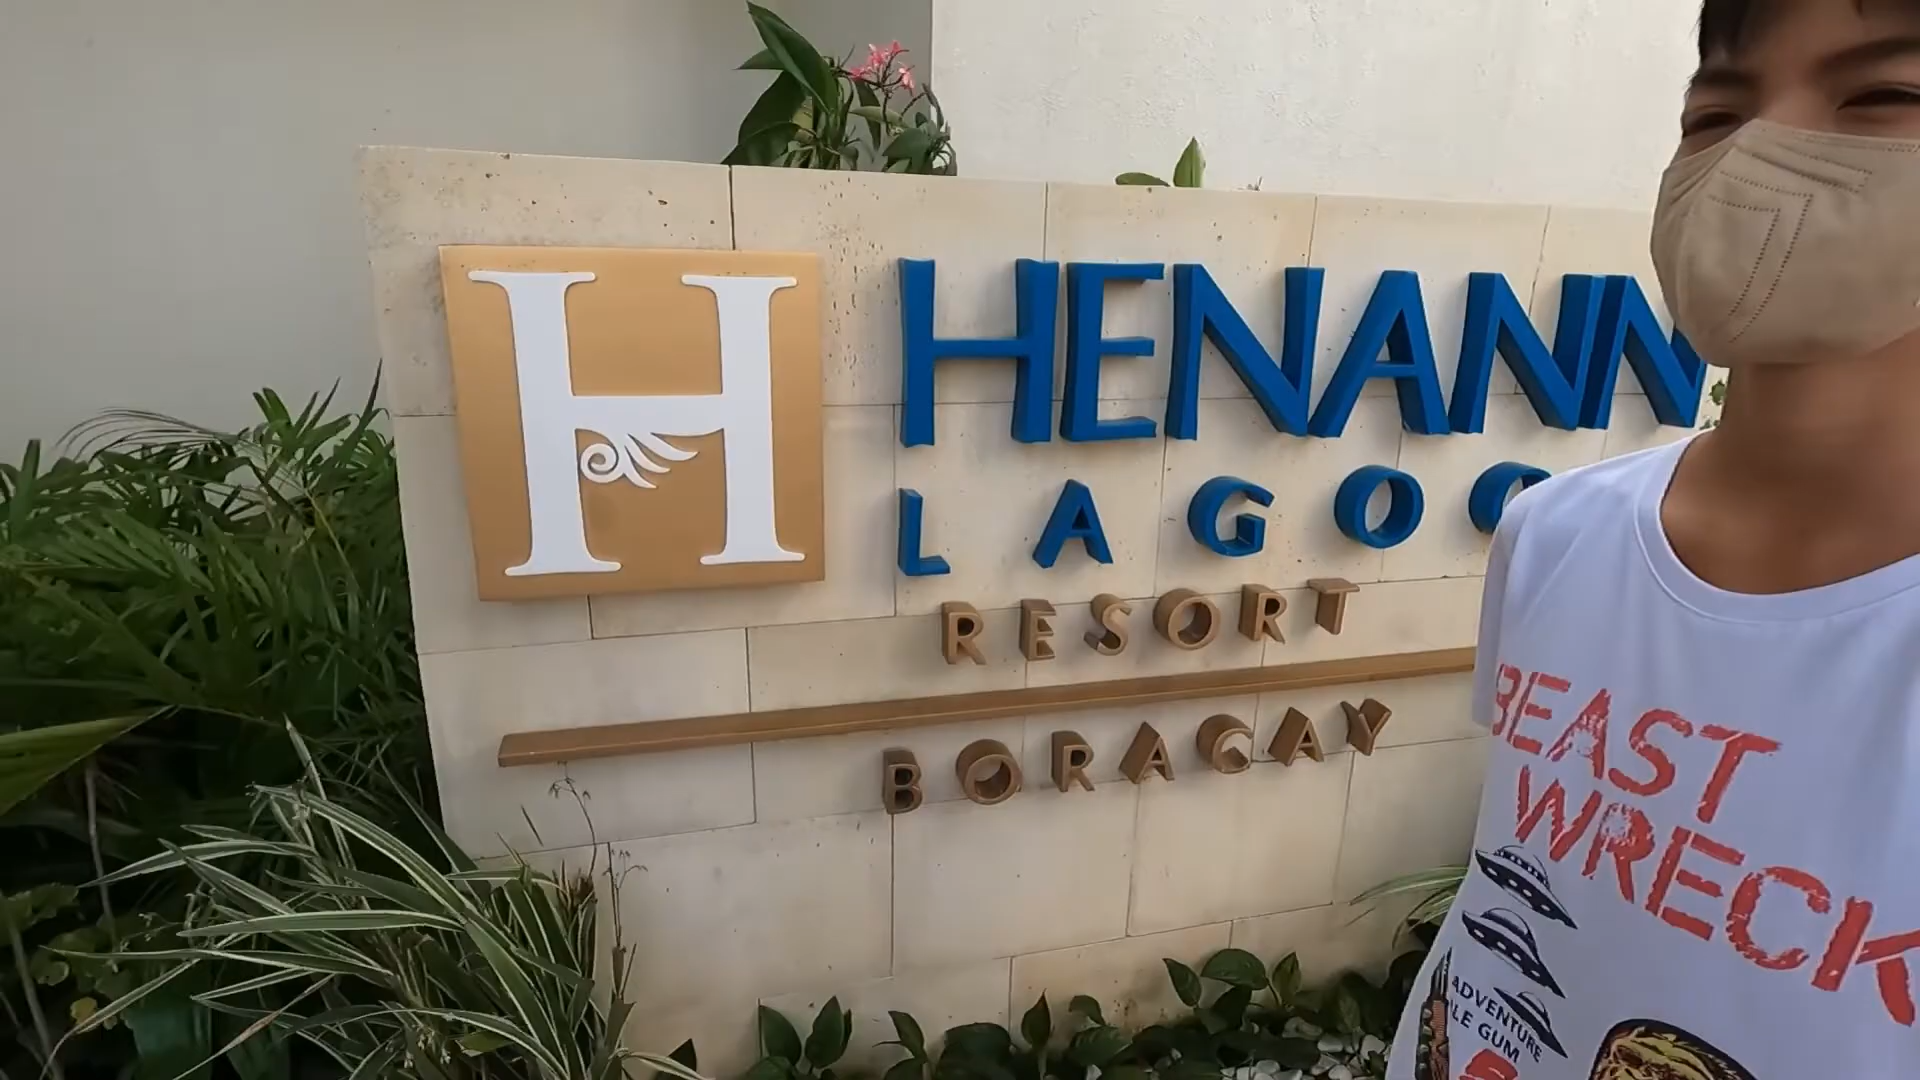 H
HENANN
LAGOO
RESORT
BORACAY
BEAST
WRECK
ADVENTURE
LE GUM